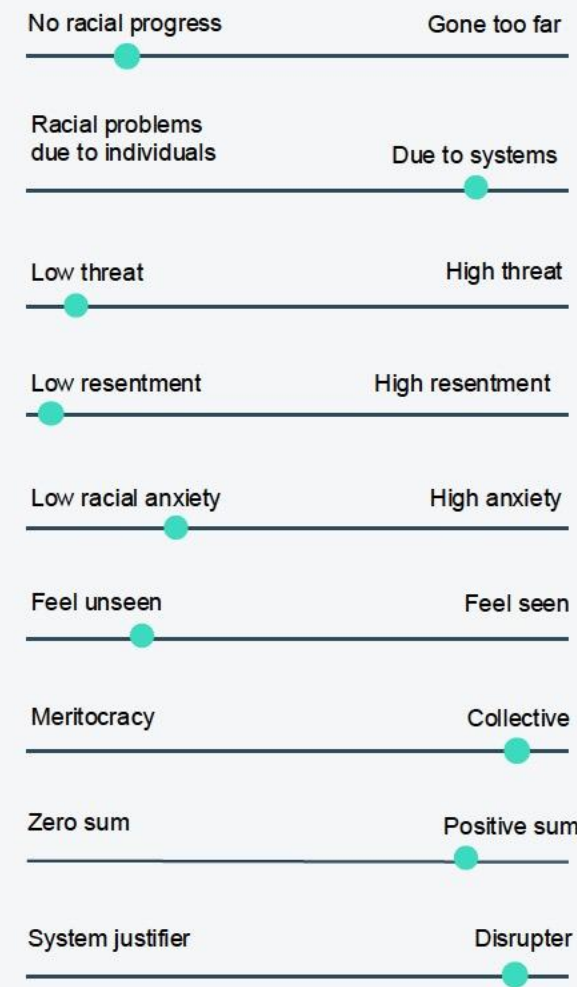 No racial progress
Gone too far
Racial problems
due to individuals
Due to systems
Low threat
High threat
Low resentment
High resentment
Low racial anxiety
High anxiety
Feel unseen
Feel seen
Meritocracy
Collective
Zero sum
Positive sum
System justifier
Disrupter